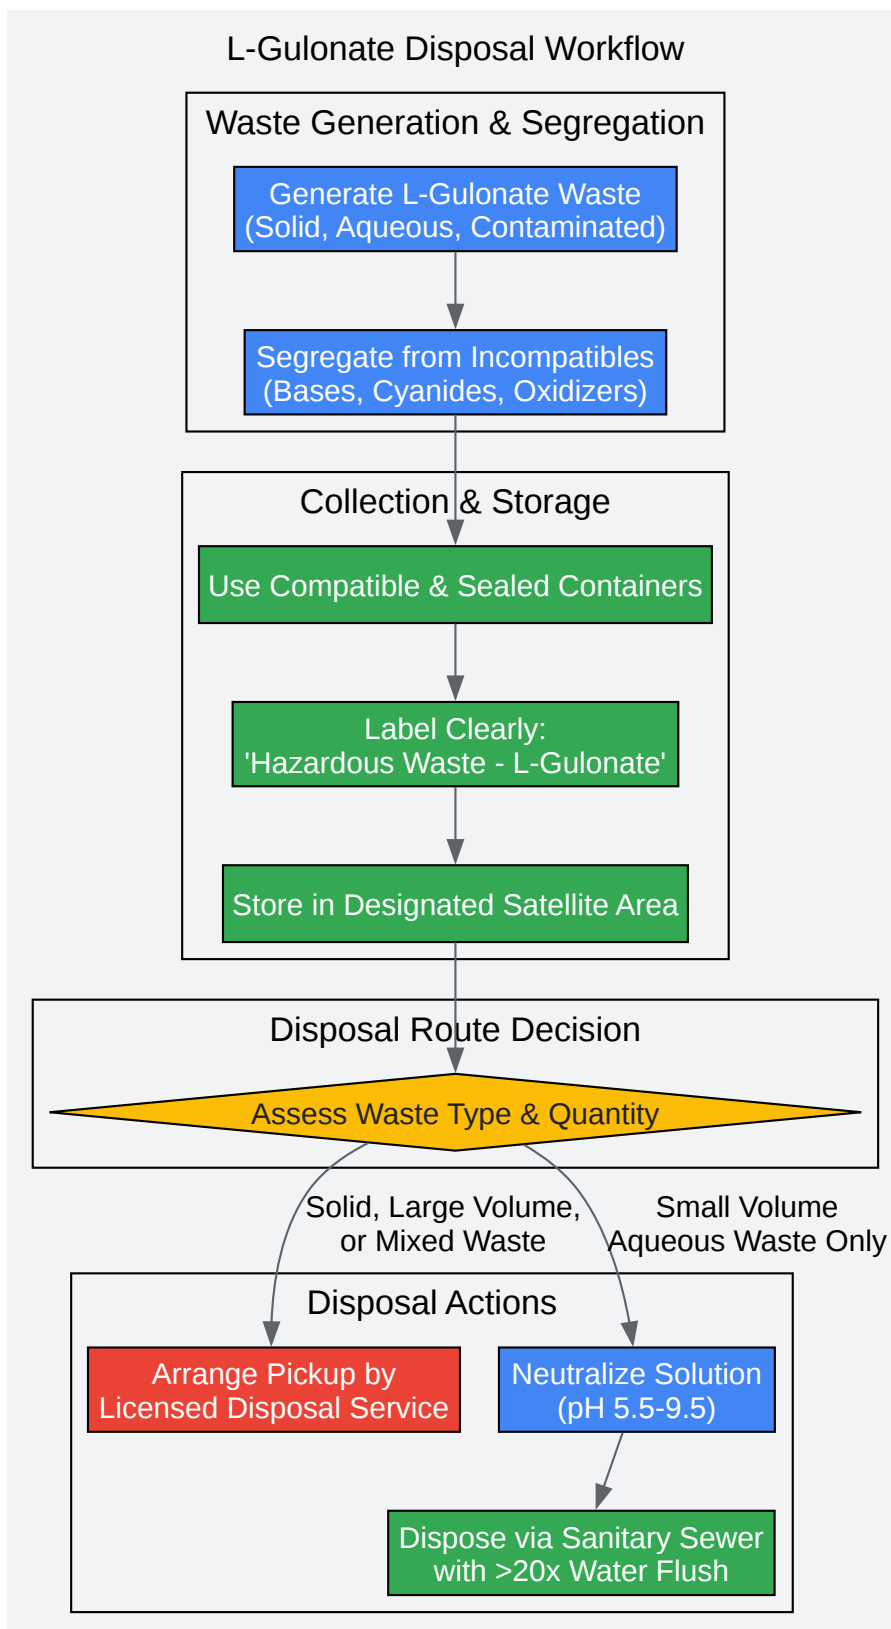 L-Gulonate Disposal Workflow
Waste Generation & Segregation
Generate L-Gulonate Waste
(Solid, Aqueous, Contaminated)
Segregate from Incompatibles
(Bases, Cyanides, Oxidizers)
Collection & Storage
Use Compatible & Sealed Containers
Label Clearly:
'Hazardous Waste - L-Gulonate'
Store in Designated Satellite Area
Disposal Route Decision
Assess Waste Type & Quantity
Solid, Large Volume,
or Mixed Waste
Small Volume
Aqueous Waste Only
Disposal Actions
Arrange Pickup by
Licensed Disposal Service
Neutralize Solution
(pH 5.5-9.5)
Dispose via Sanitary Sewer
with >20x Water Flush